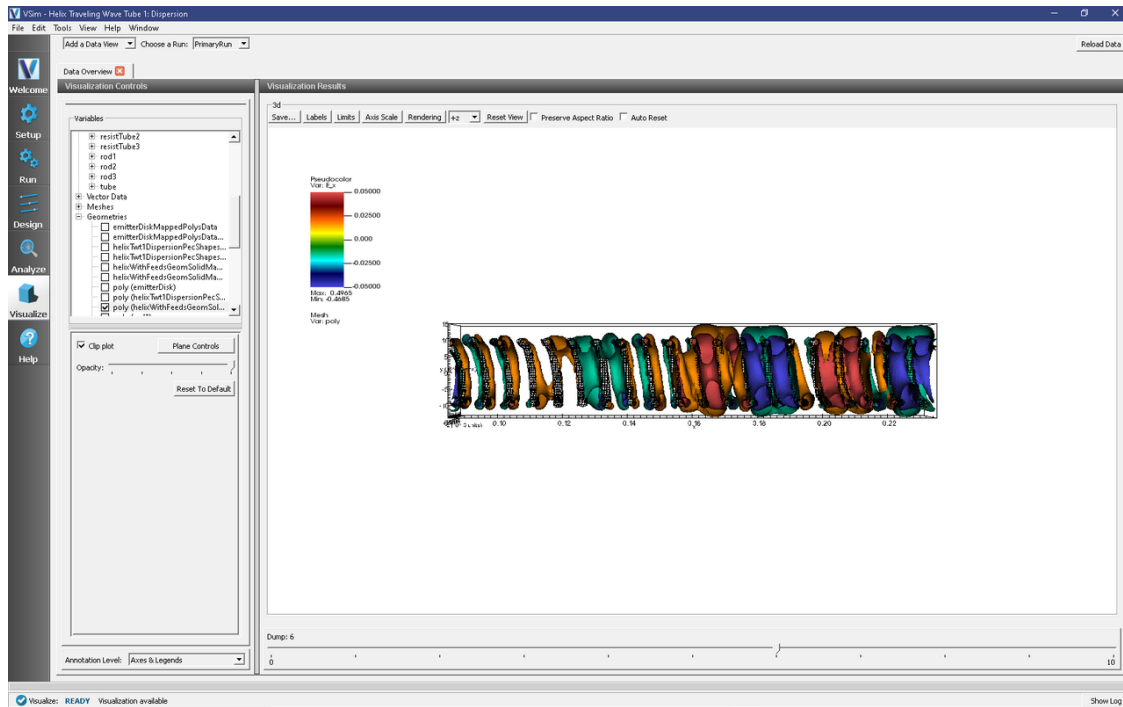 VSim - Helix Traveling Wave Tube 1: Dispersion
File Edit Tools View Help Window
Add a Data View Choose a Run: PrimaryRun Reload Data
Data Overview
Welcome
Setup
Run
Design
Analyze
Visualize
Help
Visualization Controls
Variables
resistTube2
resistTube3
rod1
rod2
rod3
tube
Vector Data
Meshes
Geometries
emitterDiskMappedPolysData
emitterDiskMappedPolysData...
helixTwt1DispersionPecShapes...
helixTwt1DispersionPecShapes...
helixWithFeedsGeomSolidMa...
helixWithFeedsGeomSolidMa...
poly (emitterDisk)
poly (helixTwt1DispersionPecS...
poly (helixWithFeedsGeomSol...
Clip plot Plane Controls
Opacity:
Reset To Default
Annotation Level: Axes & Legends
Visualization Results
3d
Save... Labels Limits Axis Scale Rendering +z Reset View Preserve Aspect Ratio Auto Reset
Pseudocolor
Var: E_x
0.05000
0.02500
0.000
-0.02500
-0.05000
Max: 0.4965
Min: -0.4685
Mesh
Var: poly
0.10 0.12 0.14 0.16 0.18 0.20 0.22
Dump: 6
0 10
Visualize: READY Visualization available Show Log